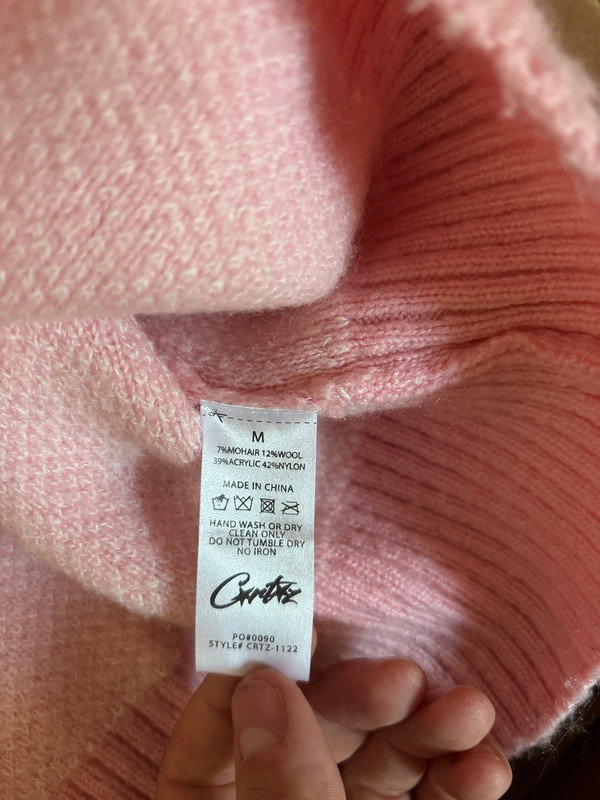 M
7%MOHAIR 12%WOOL
39%ACRYLIC 42%NYLON
MADE IN CHINA
HAND WASH OR DRY
CLEAN ONLY
DO NOT TUMBLE DRY
NO IRON
Corteiz
PO#0090
STYLE# CRTZ-1122